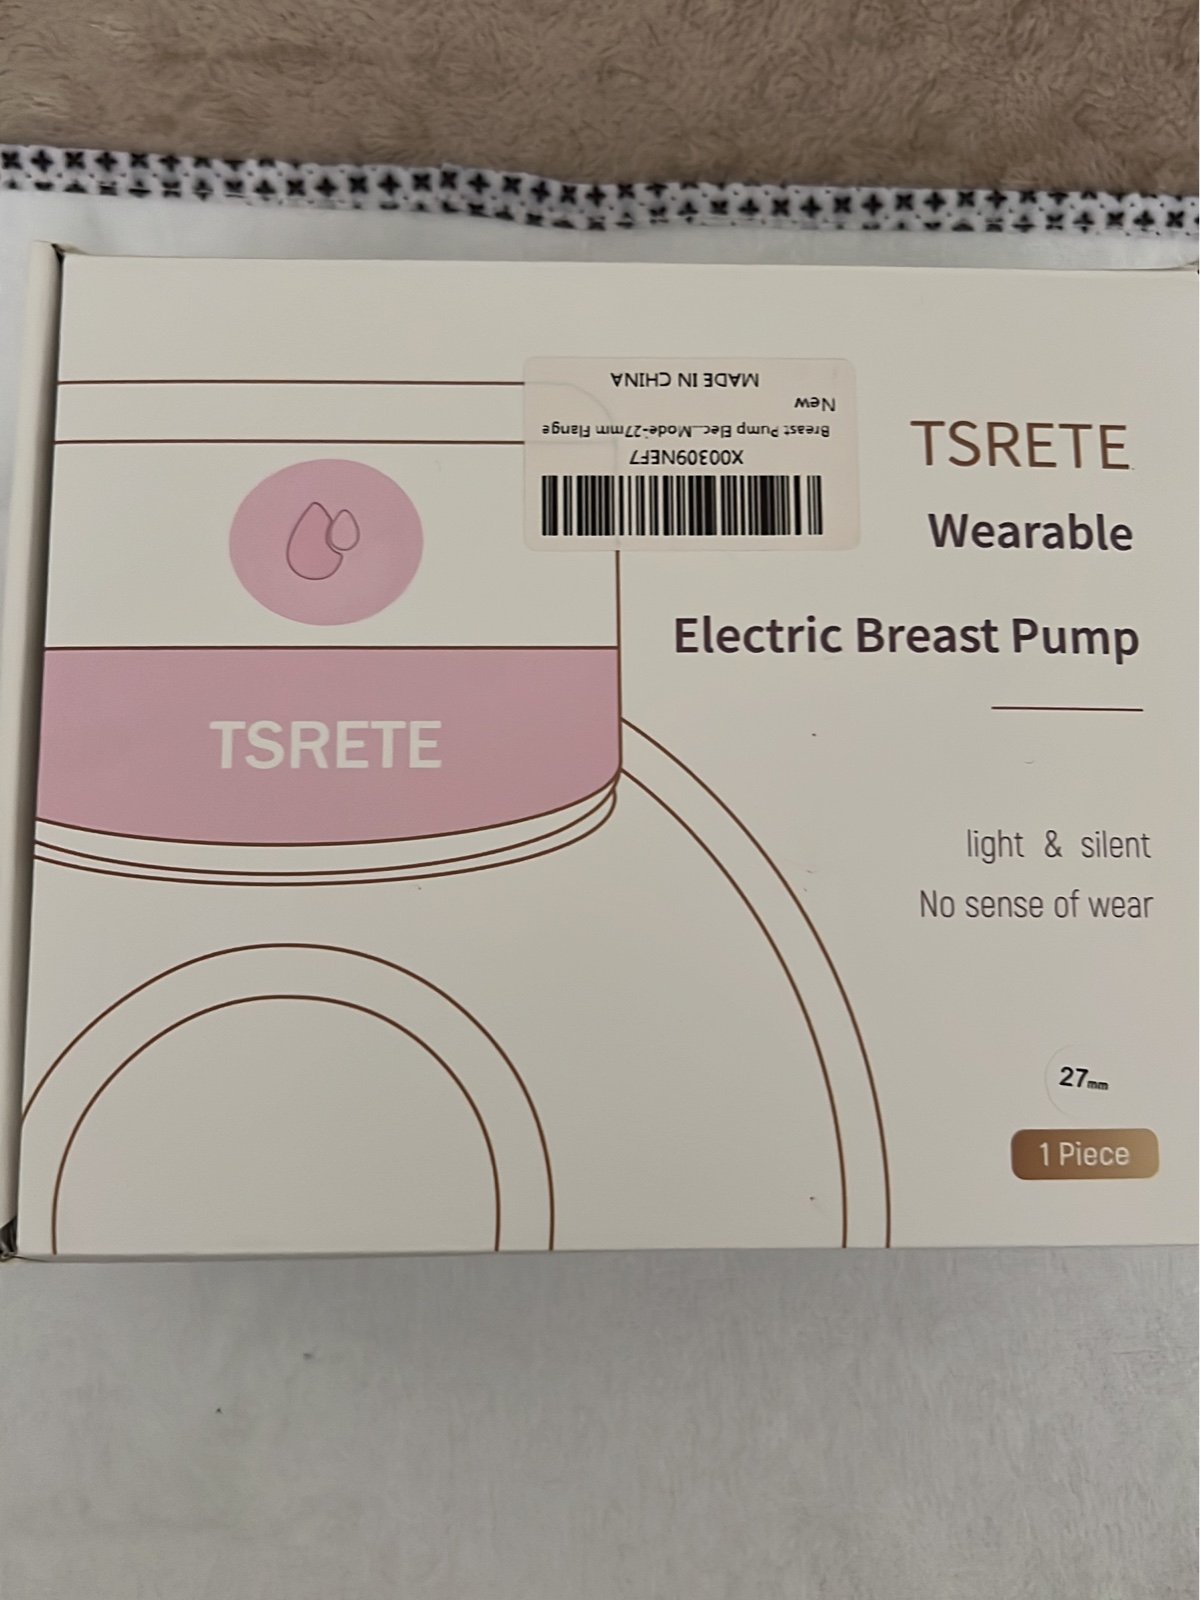 MADE IN CHINA
New
Breast Pump Elec...Mode-27mm Flange
X00309NEF7
TSRETE
Wearable
Electric Breast Pump
TSRETE
light & silent
No sense of wear
27mm
1 Piece